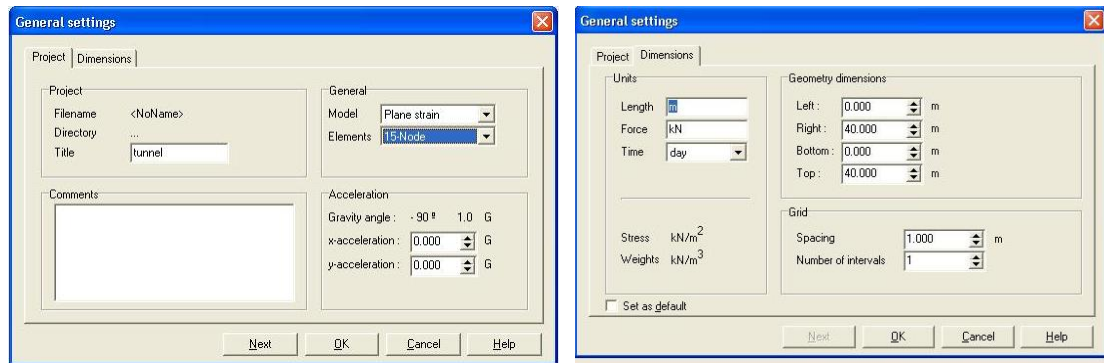 General settings
Project Dimensions
Project
Filename <NoName>
Directory ...
Title tunnel
General
Model Plane strain
Elements 15-Node
Comments
Acceleration
Gravity angle : - 90 º 1.0 G
x-acceleration : 0.000 G
y-acceleration : 0.000 G
Next OK Cancel Help
General settings
Project Dimensions
Units
Length m
Force kN
Time day
Stress kN/m²
Weights kN/m³
Geometry dimensions
Left : 0.000 m
Right : 40.000 m
Bottom : 0.000 m
Top : 40.000 m
Grid
Spacing 1.000 m
Number of intervals 1
Set as default
Next OK Cancel Help